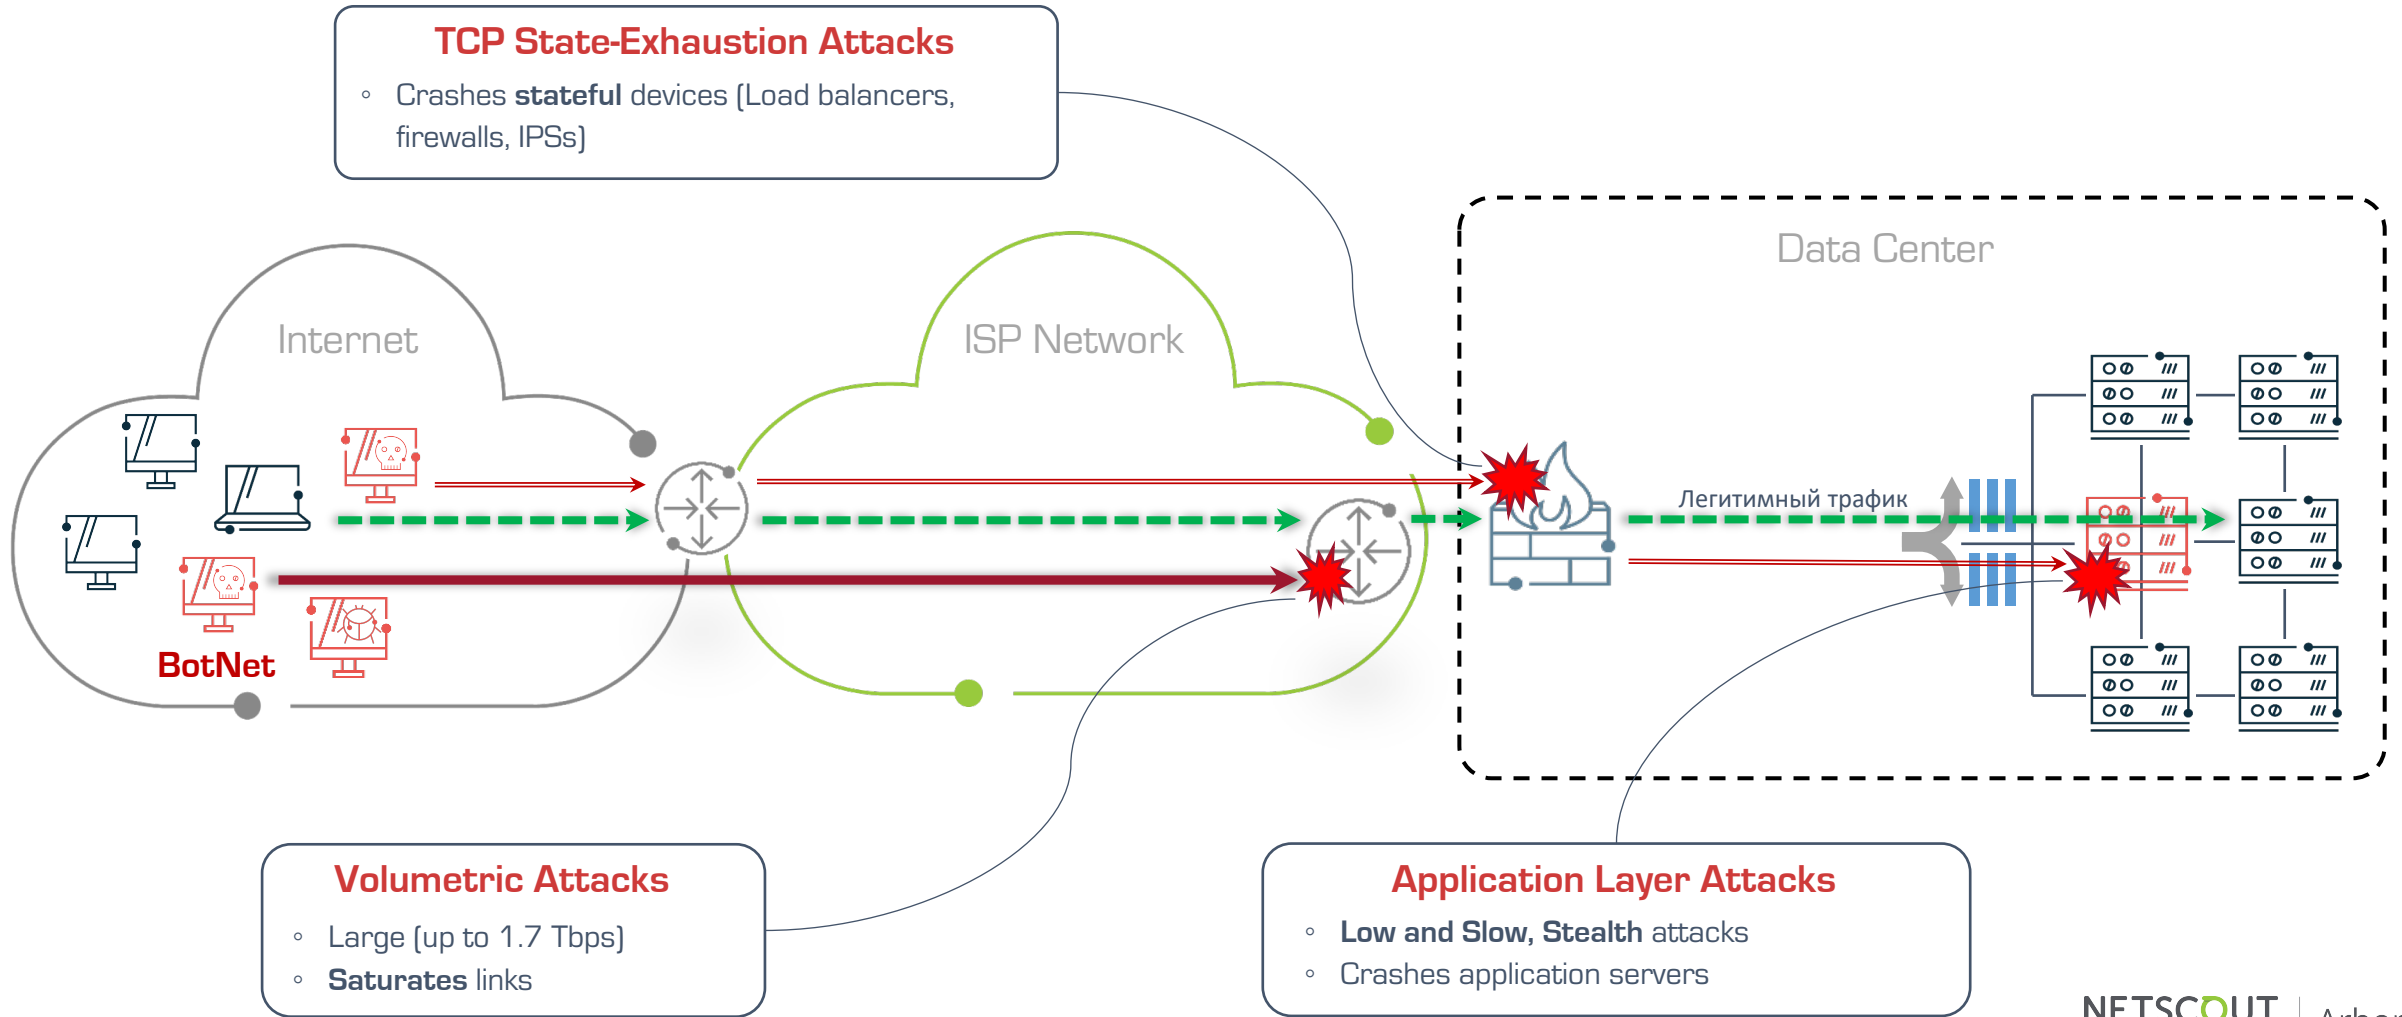 TCP State-Exhaustion Attacks
◦ Crashes stateful devices (Load balancers,
firewalls, IPSs)
Data Center
Internet
ISP Network
Легитимный трафик
BotNet
Volumetric Attacks
◦ Large (up to 1.7 Tbps)
◦ Saturates links
Application Layer Attacks
◦ Low and Slow, Stealth attacks
◦ Crashes application servers
NETSCOUT